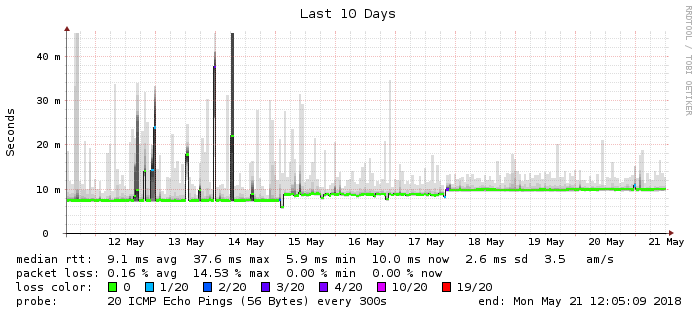 Last 10 Days
RRDTOOL / TOBI OETIKER
Seconds
40 m
30 m
20 m
10 m
0
12 May 13 May 14 May 15 May 16 May 17 May 18 May 19 May 20 May 21 May
median rtt: 9.1 ms avg 37.6 ms max 5.9 ms min 10.0 ms now 2.6 ms sd 3.5 am/s
packet loss: 0.16 % avg 14.53 % max 0.00 % min 0.00 % now
loss color: 0 1/20 2/20 3/20 4/20 10/20 19/20
probe: 20 ICMP Echo Pings (56 Bytes) every 300s end: Mon May 21 12:05:09 2018